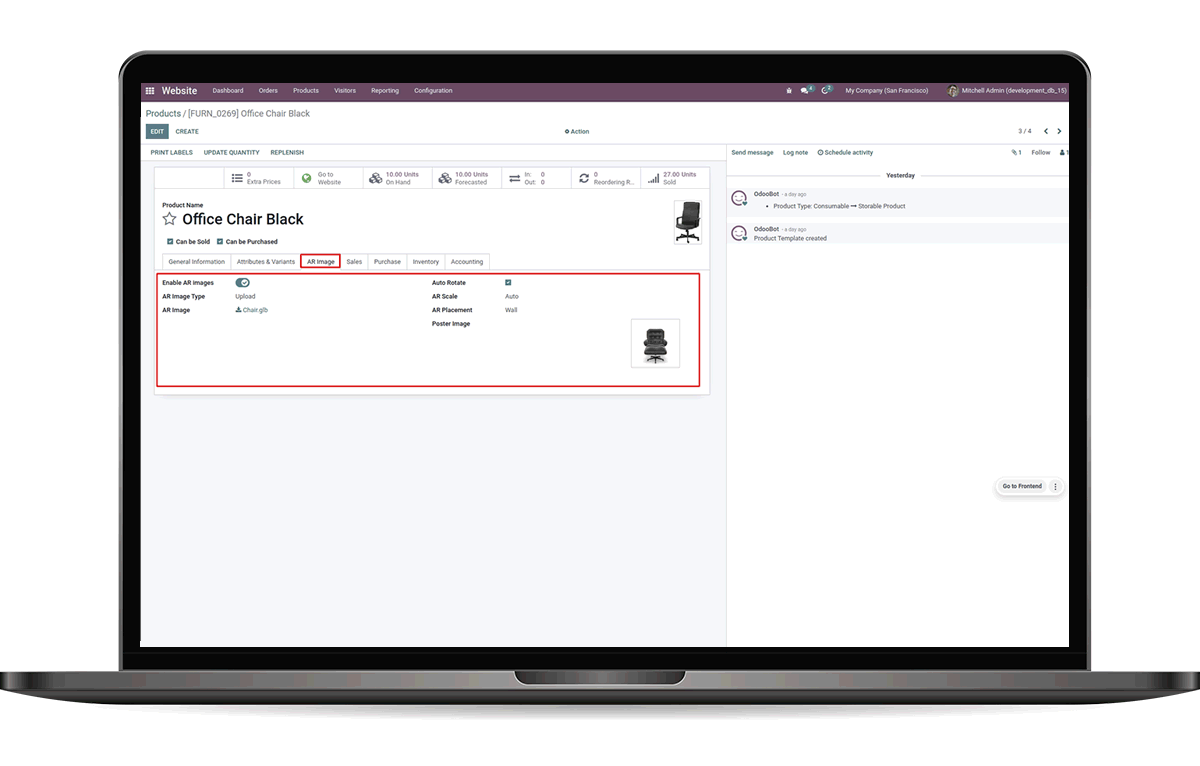 Website Dashboard Orders Products Visitors Reporting Configuration 4 2 My Company (San Francisco) Mitchell Admin (development_db_15)
Products / [FURN_0269] Office Chair Black
EDIT CREATE Action 3 / 4
PRINT LABELS UPDATE QUANTITY REPLENISH Send message Log note Schedule activity 1 Follow 1
0 Extra Prices
Go to Website
10.00 Units On Hand
10.00 Units Forecasted
In: 0
Out: 0
0 Reordering R...
27.00 Units Sold
Product Name
Office Chair Black
Can be Sold Can be Purchased
General Information Attributes & Variants AR Image Sales Purchase Inventory Accounting
Enable AR images
AR Image Type Upload
AR Image Chair.glb
Auto Rotate
AR Scale Auto
AR Placement Wall
Poster Image
Yesterday
OdooBot - a day ago
• Product Type: Consumable → Storable Product
OdooBot - a day ago
Product Template created
Go to Frontend